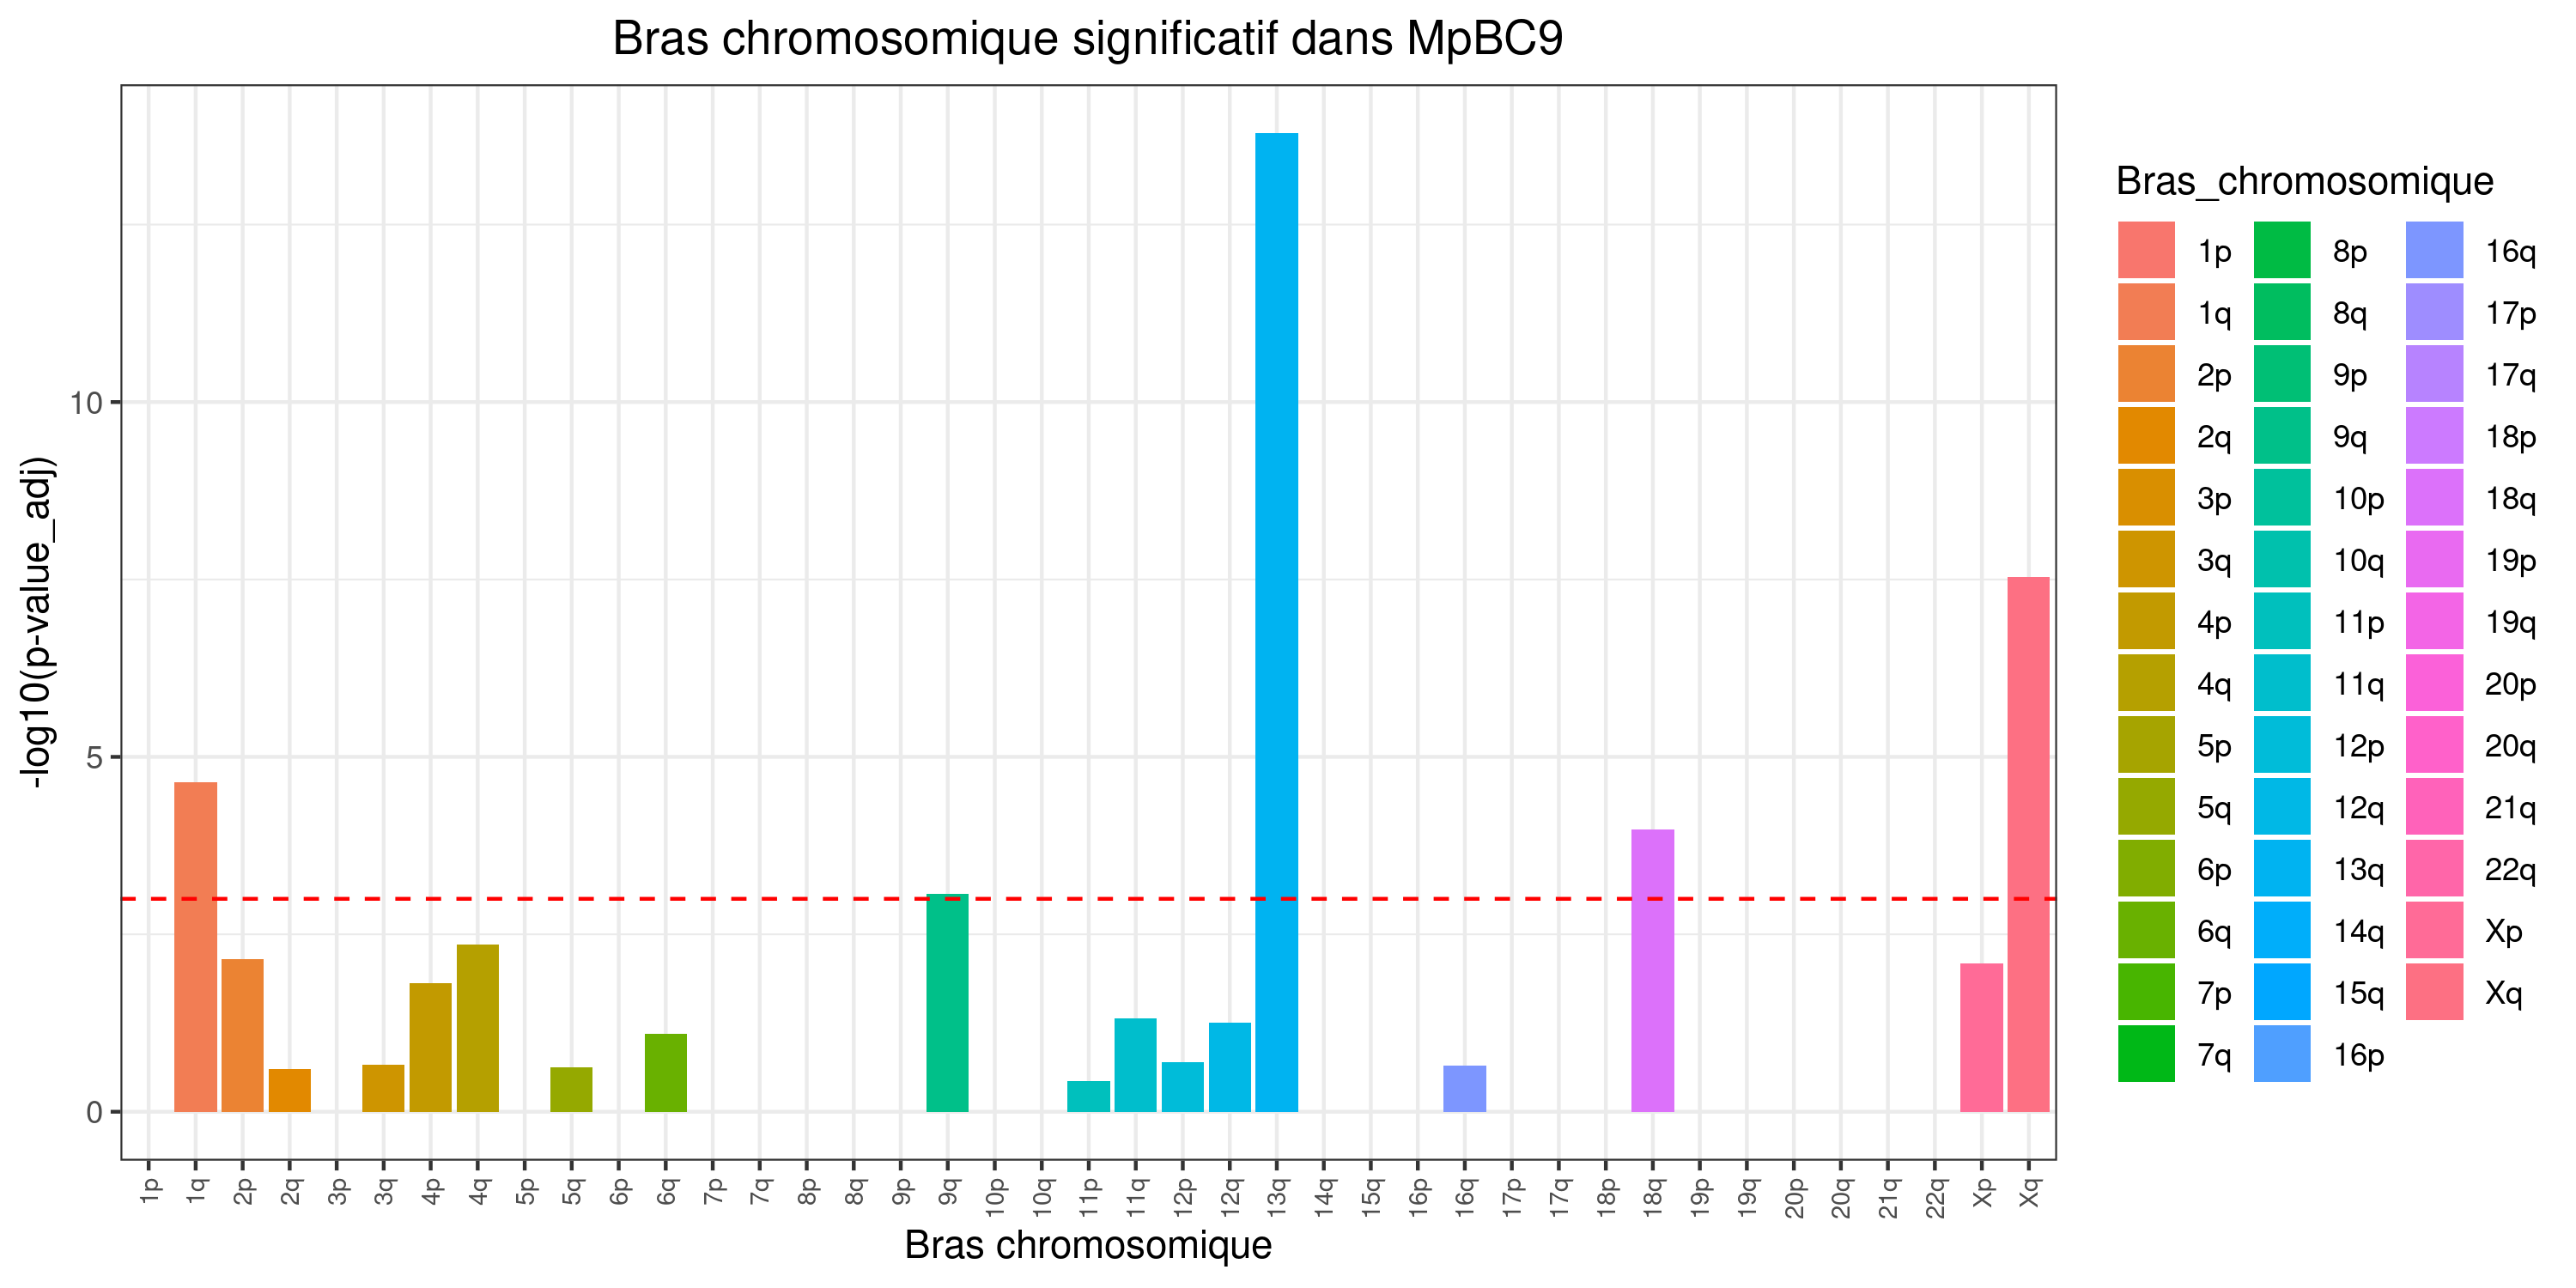 Bras chromosomique significatif dans MpBC9
-log10(p-value_adj)
10
5
0
1p 1q 2p 2q 3p 3q 4p 4q 5p 5q 6p 6q 7p 7q 8p 8q 9p 9q 10p 10q 11p 11q 12p 12q 13q 14q 15q 16p 16q 17p 17q 18p 18q 19p 19q 20p 20q 21q 22q Xp Xq
Bras chromosomique
Bras_chromosomique
1p 8p 16q
1q 8q 17p
2p 9p 17q
2q 9q 18p
3p 10p 18q
3q 10q 19p
4p 11p 19q
4q 11q 20p
5p 12p 20q
5q 12q 21q
6p 13q 22q
6q 14q Xp
7p 15q Xq
7q 16p